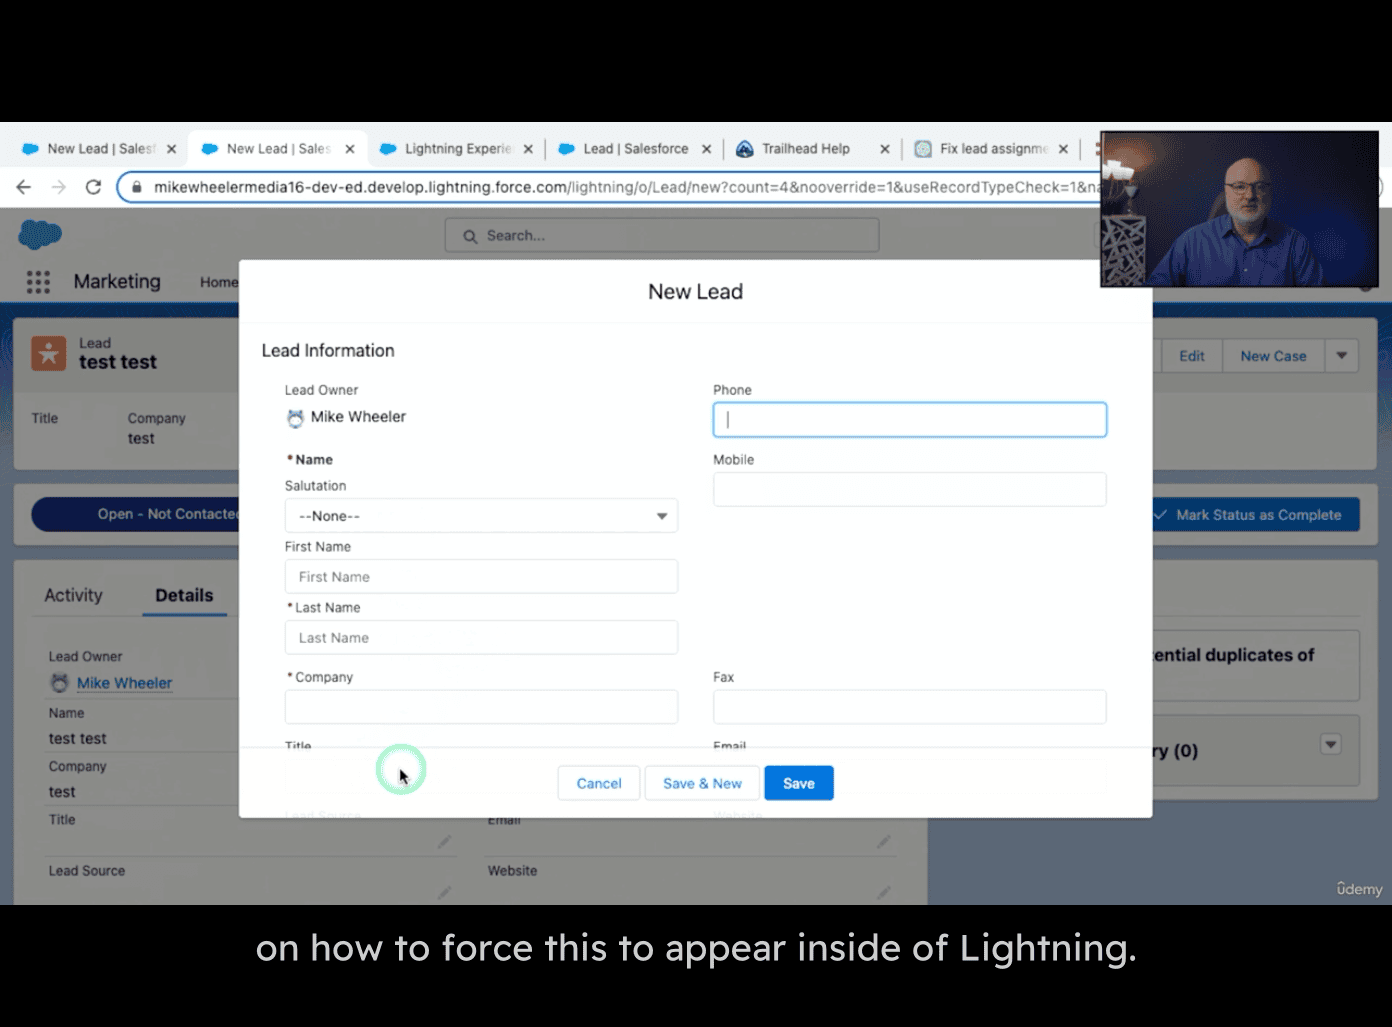 New Lead | Salesf
New Lead | Sales
Lightning Experie
Lead | Salesforce
Trailhead Help
Fix lead assignme
mikewheelermedia16-dev-ed.develop.lightning.force.com/lightning/o/Lead/new?count=4&nooverride=1&useRecordTypeCheck=1&na
Search...
Marketing
Home
New Lead
Lead
test test
Edit
New Case
Title
Company
test
Lead Information
Lead Owner
Mike Wheeler
Phone
*Name
Mobile
Salutation
--None--
Open - Not Contacted
Mark Status as Complete
First Name
First Name
*Last Name
Last Name
Activity
Details
Lead Owner
Mike Wheeler
ential duplicates of
*Company
Fax
Name
test test
Title
Email
ry (0)
Company
test
Cancel
Save & New
Save
Title
Lead Source
Email
Website
Lead Source
Website
ûdemy
on how to force this to appear inside of Lightning.